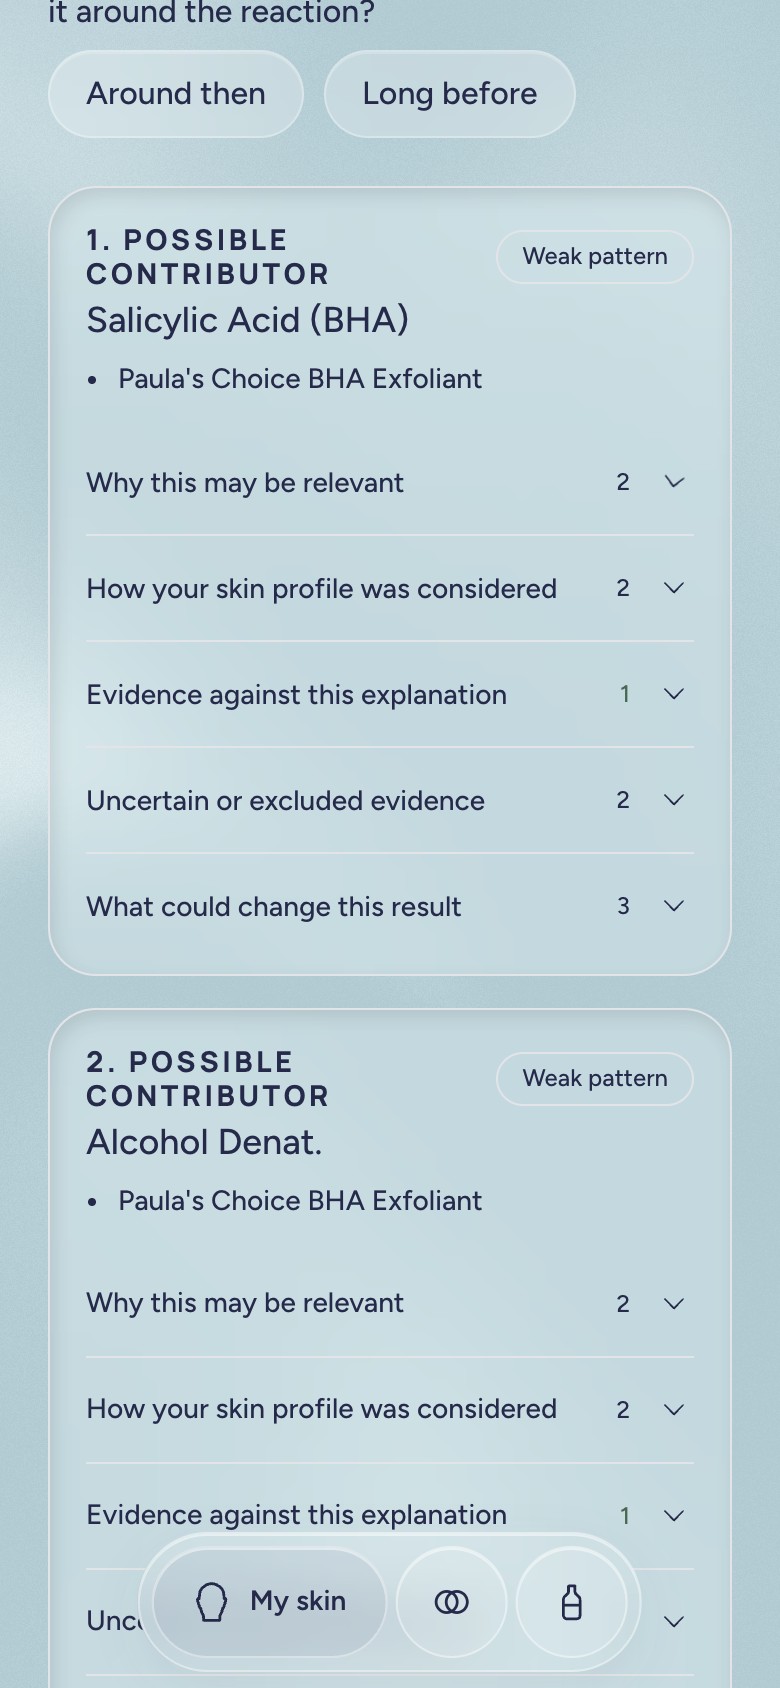 it around the reaction?
Around then
Long before
1. POSSIBLE
CONTRIBUTOR
Weak pattern
Salicylic Acid (BHA)
• Paula's Choice BHA Exfoliant
Why this may be relevant 2
How your skin profile was considered 2
Evidence against this explanation 1
Uncertain or excluded evidence 2
What could change this result 3
2. POSSIBLE
CONTRIBUTOR
Weak pattern
Alcohol Denat.
• Paula's Choice BHA Exfoliant
Why this may be relevant 2
How your skin profile was considered 2
Evidence against this explanation 1
My skin